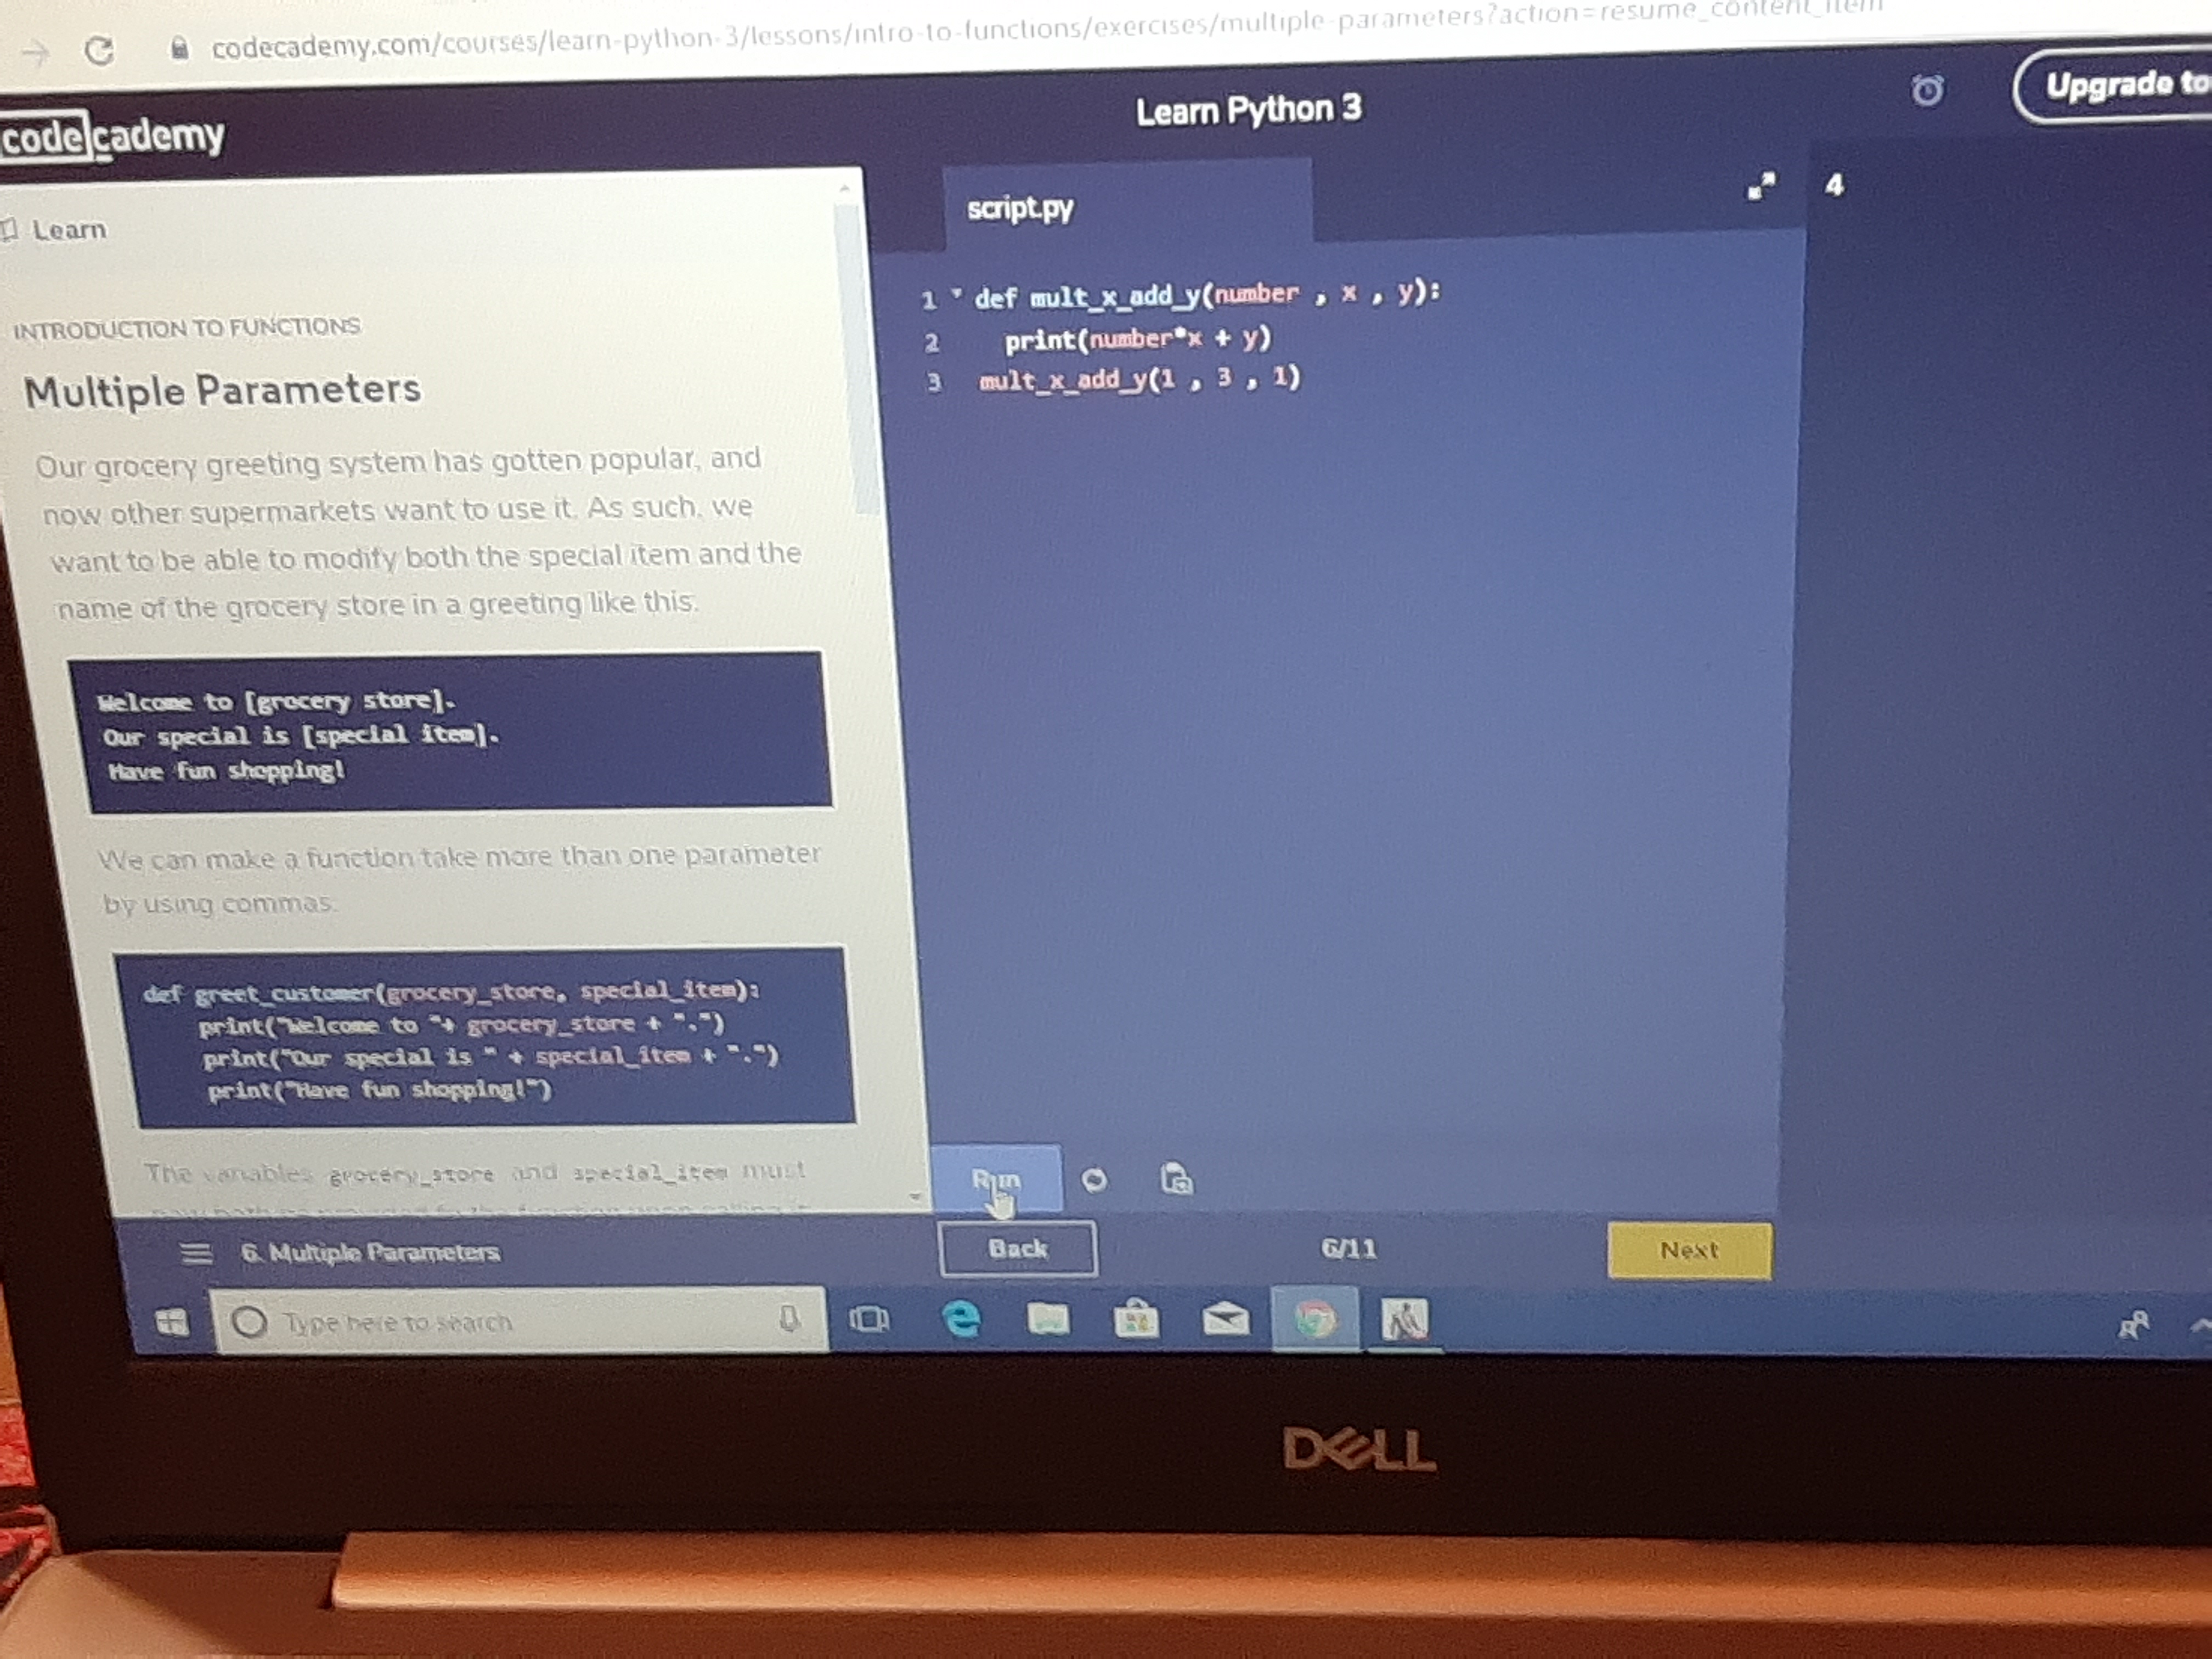 codecademy.com/courses/learn-python-3/lessons/intro-to-functions/exercises/multiple-parameters?action=resume_content_item
codecademy
Learn Python 3
Upgrade to
Learn
script.py
4
INTRODUCTION TO FUNCTIONS
Multiple Parameters
Our grocery greeting system has gotten popular, and
now other supermarkets want to use it. As such, we
want to be able to modify both the special item and the
name of the grocery store in a greeting like this:
Welcome to [grocery store].
Our special is [special item].
Have fun shopping!
We can make a function take more than one parameter
by using commas:
def greet_customer(grocery_store, special_item):
print("Welcome to "+ grocery_store + ".")
print("Our special is " + special_item + ".")
print("Have fun shopping!")
The variables grocery_store and special_item must
1 def mult_x_add_y(number , x , y):
2 print(number*x + y)
3 mult_x_add_y(1 , 3 , 1)
Run
6. Multiple Parameters
Back
6/11
Next
Type here to search
DELL